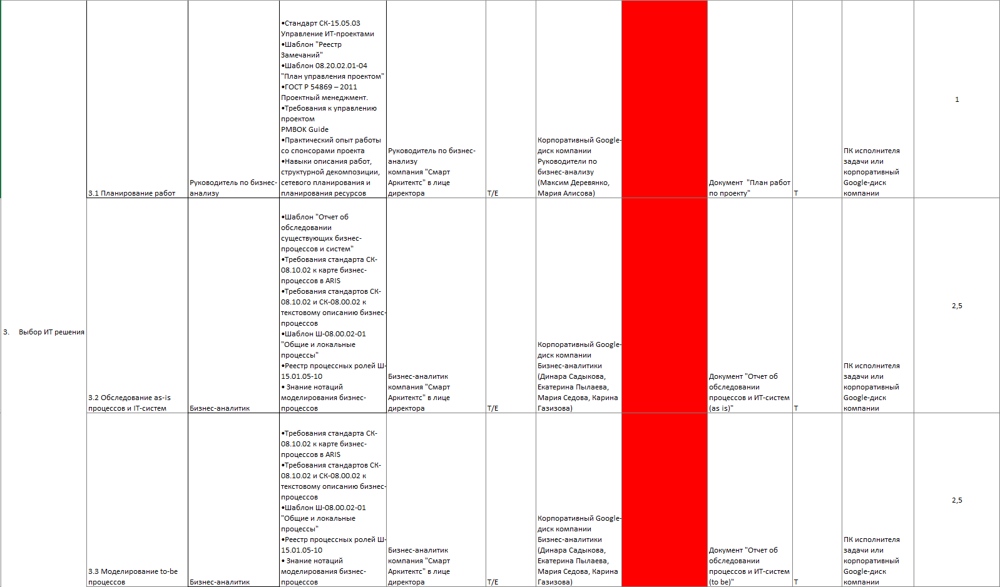 3. Выбор ИТ решения
3.1 Планирование работ
Руководитель по бизнес-
анализу
•Стандарт СК-15.05.03
Управление ИТ-проектами
•Шаблон "Реестр
Замечаний"
•Шаблон 08.20.02.01-04
"План управления проектом"
•ГОСТ Р 54869 – 2011
Проектный менеджмент.
•Требования к управлению
проектом
PMBOK Guide
•Практический опыт работы
со спонсорами проекта
•Навыки описания работ,
структурной декомпозиции,
сетевого планирования и
планирования ресурсов
Руководитель по бизнес-
анализу
компания "Смарт
Аркитектс" в лице
директора
Т/Е
Корпоративный Google-
диск компании
Руководители по
бизнес-анализу
(Максим Деревянко,
Мария Алисова)
Документ "План работ
по проекту"
Т
ПК исполнителя
задачи или
корпоративный
Google-диск
компании
1
3.2 Обследование as-is
процессов и IT-систем
Бизнес-аналитик
•Шаблон "Отчет об
обследовании
существующих бизнес-
процессов и систем"
•Требования стандарта СК-
08.10.02 к карте бизнес-
процессов в ARIS
•Требования стандартов СК-
08.10.02 и СК-08.00.02 к
текстовому описанию бизнес-
процессов
•Шаблон Ш-08.00.02-01
"Общие и локальные
процессы"
•Реестр процессных ролей Ш-
15.01.05-10
• Знание нотаций
моделирования бизнес-
процессов
Бизнес-аналитик
компания "Смарт
Аркитектс" в лице
директора
Т/Е
Корпоративный Google-
диск компании
Бизнес-аналитики
(Динара Садыкова,
Екатерина Пылаева,
Мария Седова, Карина
Газизова)
Документ "Отчет об
обследовании
процессов и ИТ-систем
(as is)"
Т
ПК исполнителя
задачи или
корпоративный
Google-диск
компании
2,5
3.3 Моделирование to-be
процессов
Бизнес-аналитик
•Требования стандарта СК-
08.10.02 к карте бизнес-
процессов в ARIS
•Требования стандартов СК-
08.10.02 и СК-08.00.02 к
текстовому описанию бизнес-
процессов
•Шаблон Ш-08.00.02-01
"Общие и локальные
процессы"
•Реестр процессных ролей Ш-
15.01.05-10
• Знание нотаций
моделирования бизнес-
процессов
Бизнес-аналитик
компания "Смарт
Аркитектс" в лице
директора
Т/Е
Корпоративный Google-
диск компании
Бизнес-аналитики
(Динара Садыкова,
Екатерина Пылаева,
Мария Седова, Карина
Газизова)
Документ "Отчет об
обследовании
процессов и ИТ-систем
(to be)"
Т
ПК исполнителя
задачи или
корпоративный
Google-диск
компании
2,5